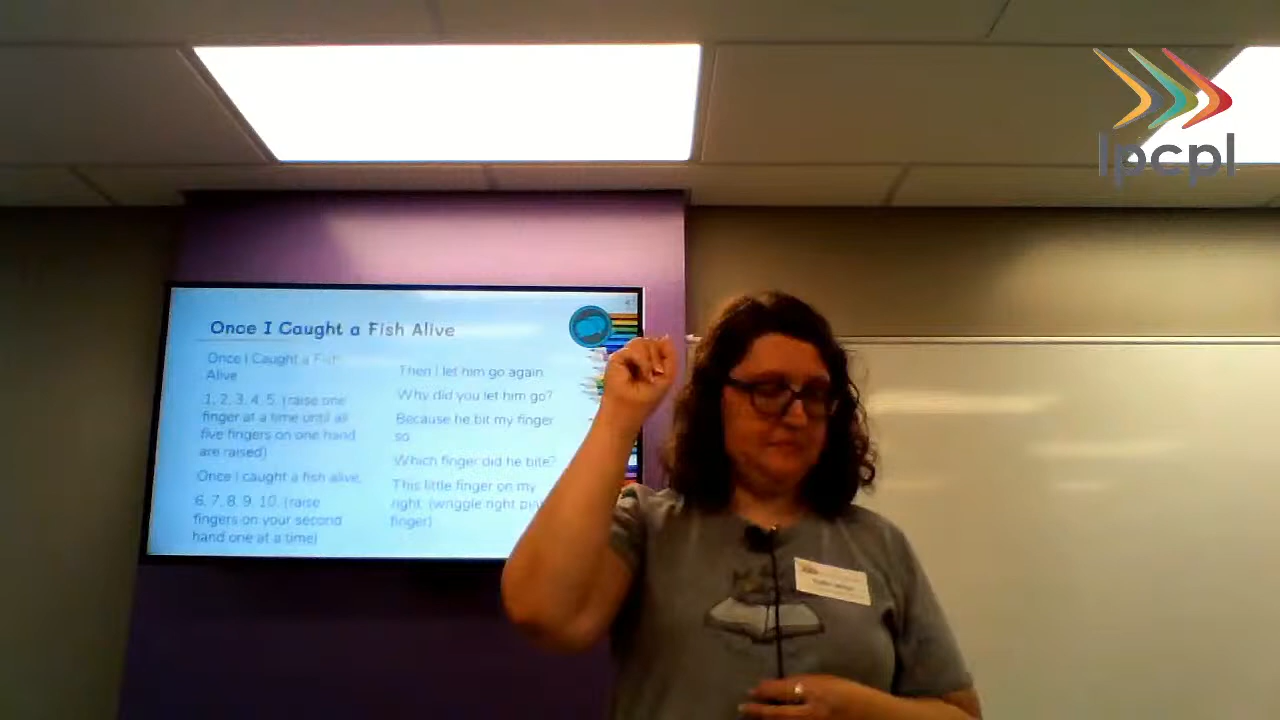 lpcpl
Once I Caught a Fish Alive
Once I Caught a Fish
Alive
1, 2, 3, 4, 5, (raise one
finger at a time until all
five fingers on one hand
are raised)
Once I caught a fish alive,
6, 7, 8, 9, 10, (raise
fingers on your second
hand one at a time)
Then I let him go again
Why did you let him go?
Because he bit my finger
so
Which finger did he bite?
This little finger on my
right. (wriggle right
finger)